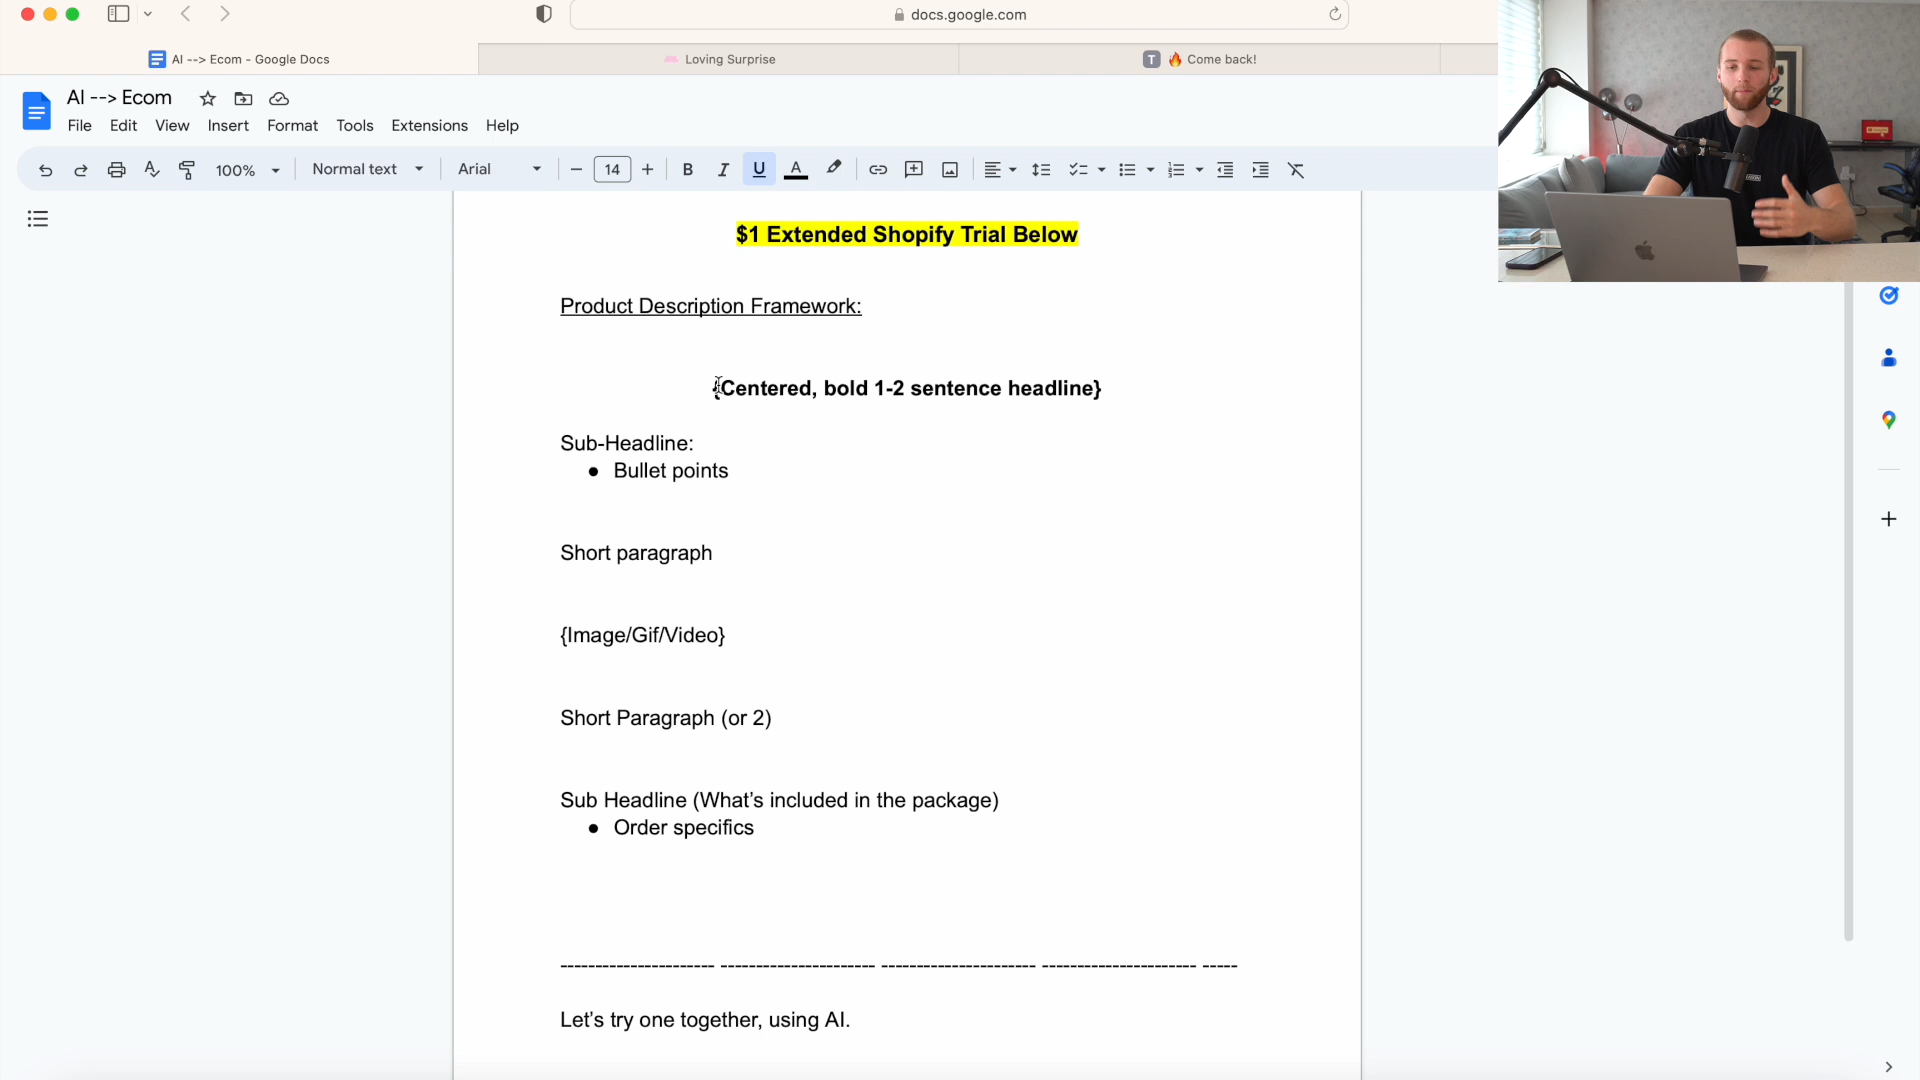 docs.google.com
AI --> Ecom - Google Docs
Loving Surprise
T 🔥 Come back!
AI --> Ecom
File Edit View Insert Format Tools Extensions Help
100% Normal text Arial 14 B I U A
$1 Extended Shopify Trial Below
Product Description Framework:
{Centered, bold 1-2 sentence headline}
Sub-Headline:
● Bullet points
Short paragraph
{Image/Gif/Video}
Short Paragraph (or 2)
Sub Headline (What's included in the package)
● Order specifics
---------------------- ---------------------- ---------------------- ---------------------- -----
Let's try one together, using AI.